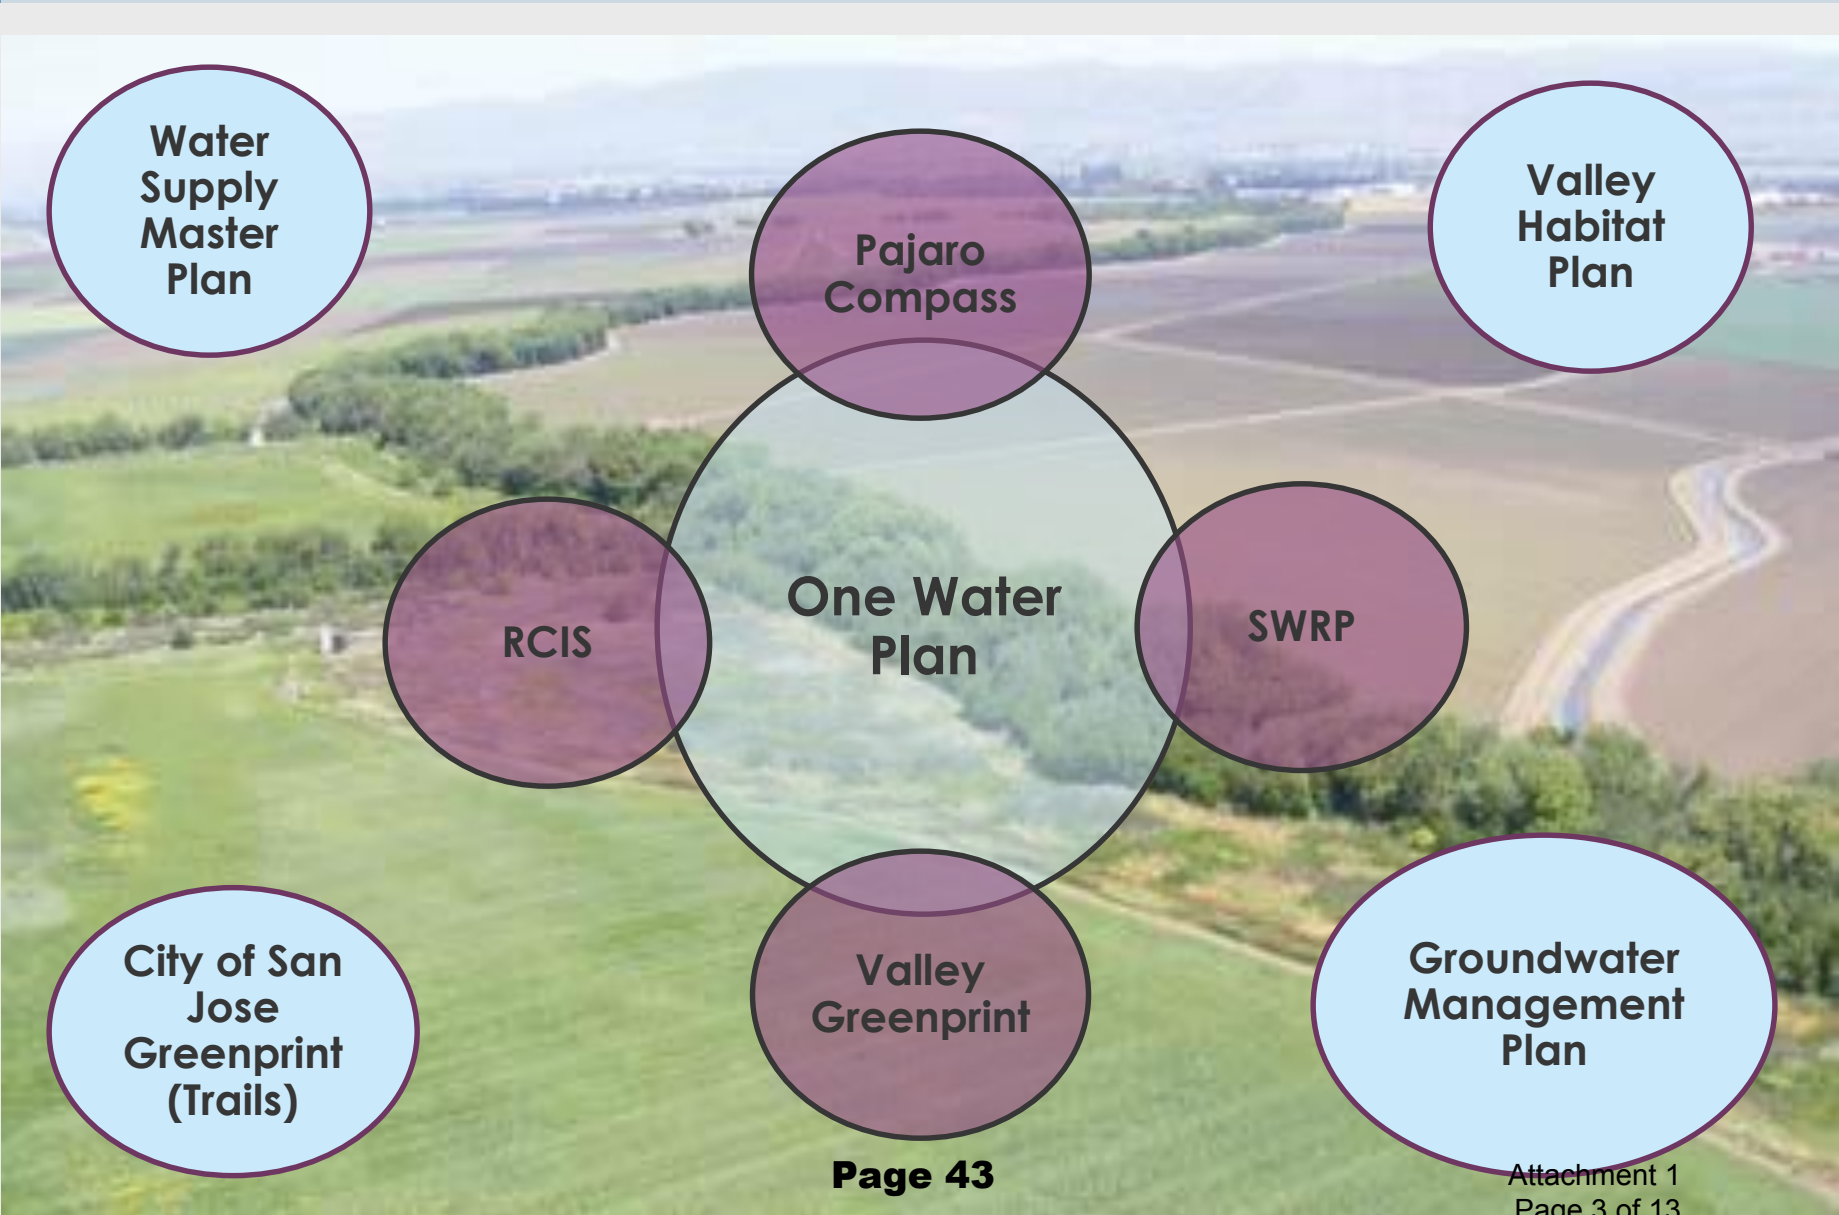 Water
Supply
Master
Plan
Pajaro
Compass
Valley
Habitat
Plan
RCIS
One Water
Plan
SWRP
City of San
Jose
Greenprint
(Trails)
Valley
Greenprint
Groundwater
Management
Plan
Page 43
Attachment 1
Page 3 of 13